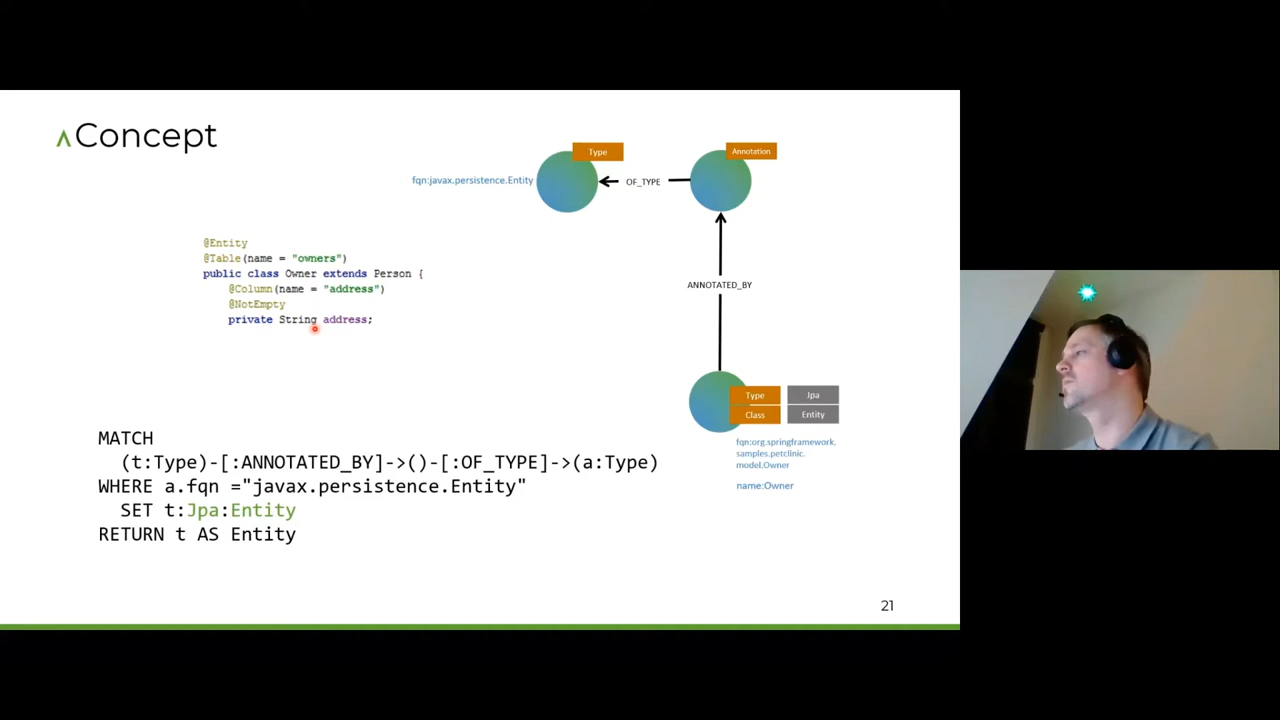 Concept
Type
Annotation
fqn:javax.persistence.Entity
OF_TYPE
@Entity
@Table(name = "owners")
public class Owner extends Person {
@Column(name = "address")
@NotEmpty
private String address;
ANNOTATED_BY
Type
Jpa
Class
Entity
fqn:org.springframework.
samples.petclinic.
model.Owner
name:Owner
MATCH
(t:Type)-[:ANNOTATED_BY]->()-[:OF_TYPE]->(a:Type)
WHERE a.fqn ="javax.persistence.Entity"
SET t:Jpa:Entity
RETURN t AS Entity
21